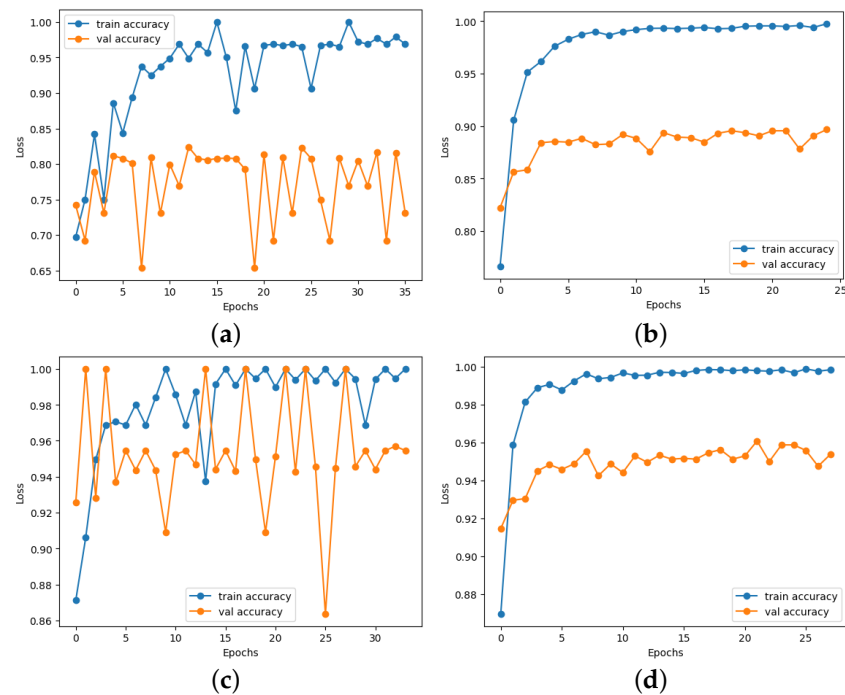 1.00
0.95
0.90
0.85
0.80
0.75
0.70
0.65
Loss
train accuracy
val accuracy
0 5 10 15 20 25 30 35
Epochs
(a)
1.00
0.95
0.90
0.85
0.80
Loss
train accuracy
val accuracy
0 5 10 15 20 25
Epochs
(b)
1.00
0.98
0.96
0.94
0.92
0.90
0.88
0.86
Loss
train accuracy
val accuracy
0 5 10 15 20 25 30
Epochs
(c)
1.00
0.98
0.96
0.94
0.92
0.90
0.88
Loss
train accuracy
val accuracy
0 5 10 15 20 25
Epochs
(d)